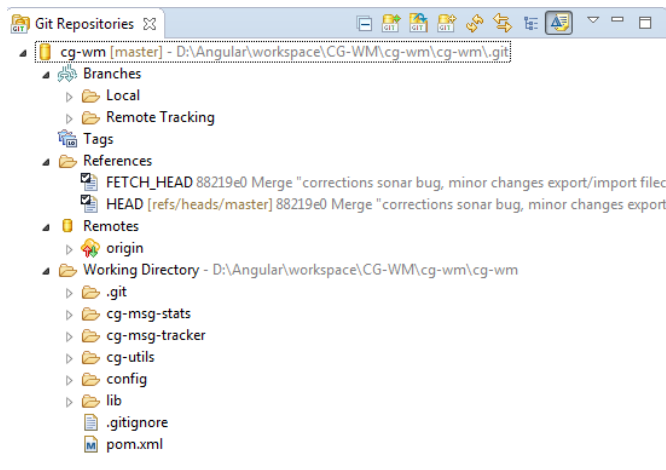 Git Repositories
cg-wm [master] - D:\Angular\workspace\CG-WM\cg-wm\cg-wm\.git
Branches
Local
Remote Tracking
Tags
References
FETCH_HEAD 88219e0 Merge "corrections sonar bug, minor changes export/import filec
HEAD [refs/heads/master] 88219e0 Merge "corrections sonar bug, minor changes export
Remotes
origin
Working Directory - D:\Angular\workspace\CG-WM\cg-wm\cg-wm
.git
cg-msg-stats
cg-msg-tracker
cg-utils
config
lib
.gitignore
pom.xml